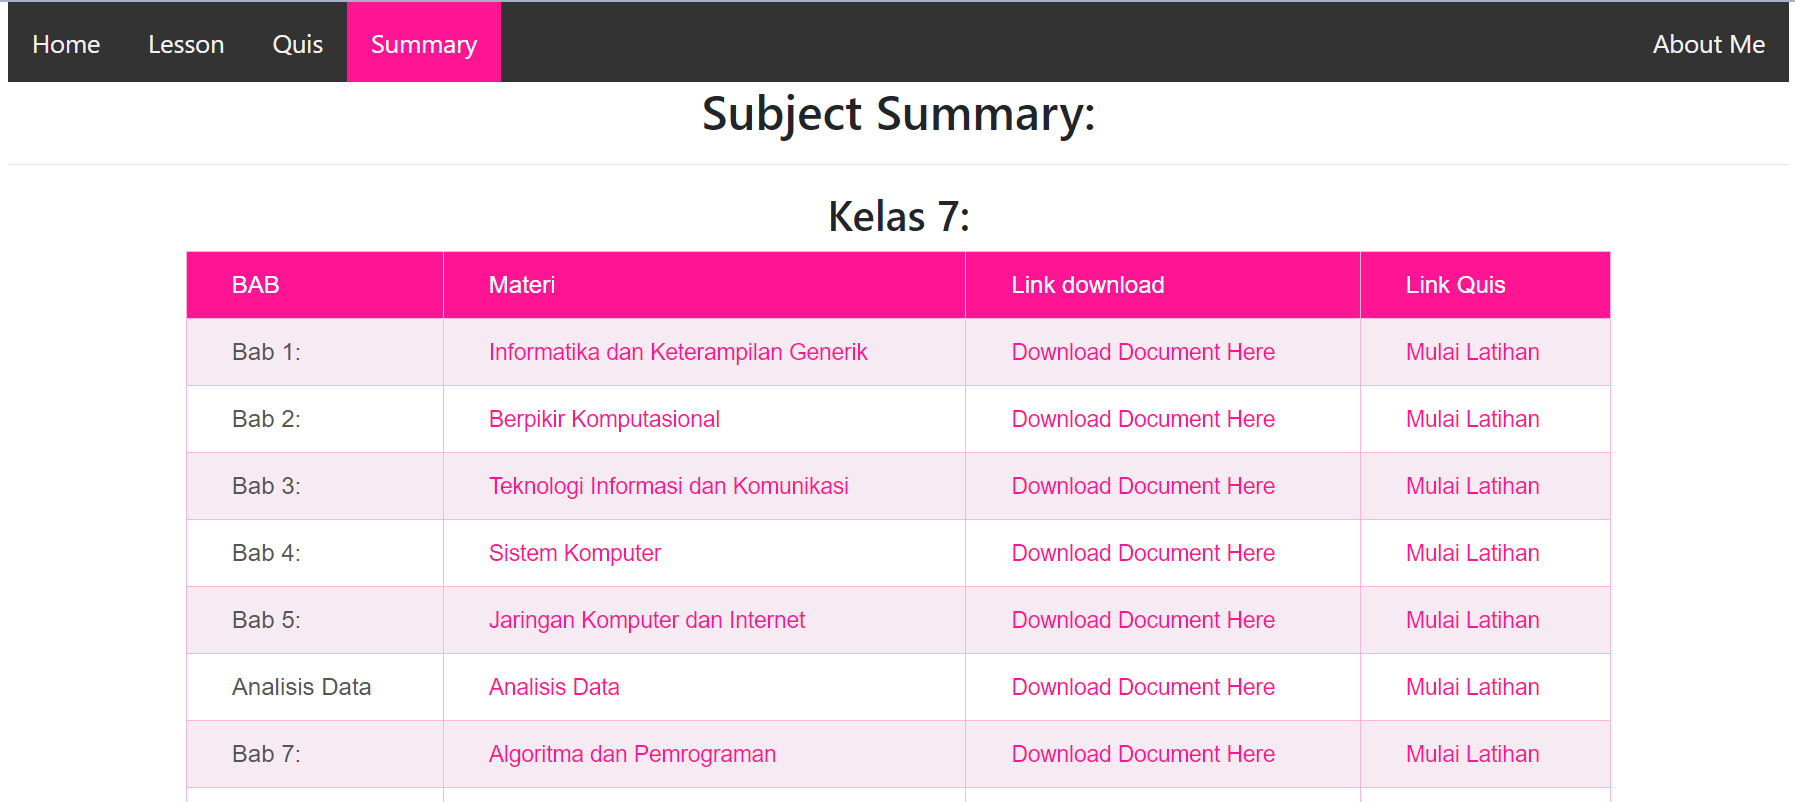 Home Lesson Quis Summary About Me
Subject Summary:
Kelas 7:
BAB Materi Link download Link Quis
Bab 1: Informatika dan Keterampilan Generik Download Document Here Mulai Latihan
Bab 2: Berpikir Komputasional Download Document Here Mulai Latihan
Bab 3: Teknologi Informasi dan Komunikasi Download Document Here Mulai Latihan
Bab 4: Sistem Komputer Download Document Here Mulai Latihan
Bab 5: Jaringan Komputer dan Internet Download Document Here Mulai Latihan
Analisis Data Analisis Data Download Document Here Mulai Latihan
Bab 7: Algoritma dan Pemrograman Download Document Here Mulai Latihan